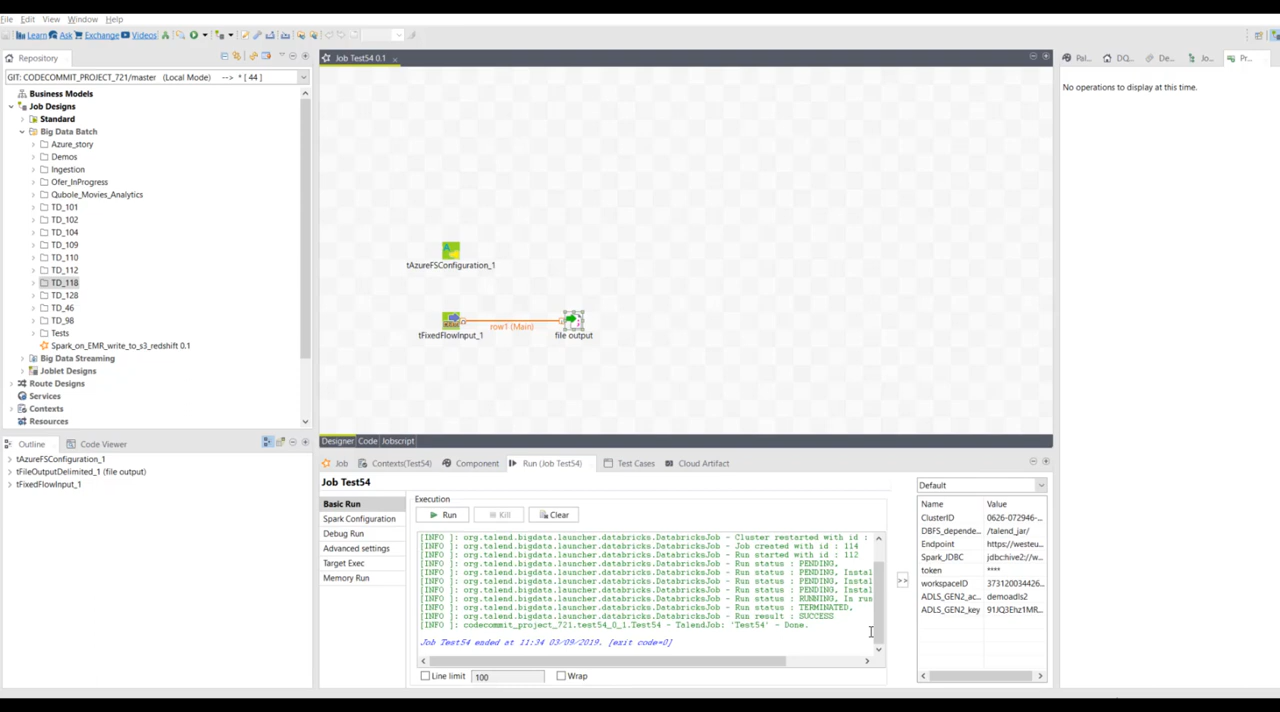 File Edit View Window Help
Learn Ask Exchange Videos
Repository
GIT: CODECOMMIT_PROJECT_721/master (Local Mode) --> * [ 44 ]
Business Models
Job Designs
Standard
Big Data Batch
Azure_story
Demos
Ingestion
Ofer_InProgress
Qubole_Movies_Analytics
TD_101
TD_102
TD_104
TD_109
TD_110
TD_112
TD_118
TD_128
TD_46
TD_98
Tests
Spark_on_EMR_write_to_s3_redshift 0.1
Big Data Streaming
Joblet Designs
Route Designs
Services
Contexts
Resources
Outline Code Viewer
tAzureFSConfiguration_1
tFileOutputDelimited_1 (file output)
tFixedFlowInput_1
Job Test54 0.1
tAzureFSConfiguration_1
row1 (Main)
tFixedFlowInput_1
file output
Designer Code Jobscript
Job Contexts(Test54) Component Run (Job Test54) Test Cases Cloud Artifact
Job Test54
Basic Run
Spark Configuration
Debug Run
Advanced settings
Target Exec
Memory Run
Execution
Run Kill Clear
[INFO ]: org.talend.bigdata.launcher.databricks.DatabricksJob - Cluster restarted with id :
[INFO ]: org.talend.bigdata.launcher.databricks.DatabricksJob - Job created with id : 114
[INFO ]: org.talend.bigdata.launcher.databricks.DatabricksJob - Run started with id : 112
[INFO ]: org.talend.bigdata.launcher.databricks.DatabricksJob - Run status : PENDING,
[INFO ]: org.talend.bigdata.launcher.databricks.DatabricksJob - Run status : PENDING, Instal
[INFO ]: org.talend.bigdata.launcher.databricks.DatabricksJob - Run status : PENDING, Instal
[INFO ]: org.talend.bigdata.launcher.databricks.DatabricksJob - Run status : PENDING, Instal
[INFO ]: org.talend.bigdata.launcher.databricks.DatabricksJob - Run status : RUNNING, In run
[INFO ]: org.talend.bigdata.launcher.databricks.DatabricksJob - Run status : TERMINATED,
[INFO ]: org.talend.bigdata.launcher.databricks.DatabricksJob - Run result : SUCCESS
[INFO ]: codecommit_project_721.test54_0_1.Test54 - TalendJob: 'Test54' - Done.
Job Test54 ended at 11:34 03/09/2019. [exit code=0]
Line limit 100 Wrap
>>
Default
Name Value
ClusterID 0626-072946-...
DBFS_depende... /talend_jar/
Endpoint https://westeu...
Spark_JDBC jdbc:hive2://w...
token ****
workspaceID 373120034426...
ADLS_GEN2_ac... demoadls2
ADLS_GEN2_key 91JQ3Ehz1MR...
Pal... DQ... De... Jo... Pr...
No operations to display at this time.